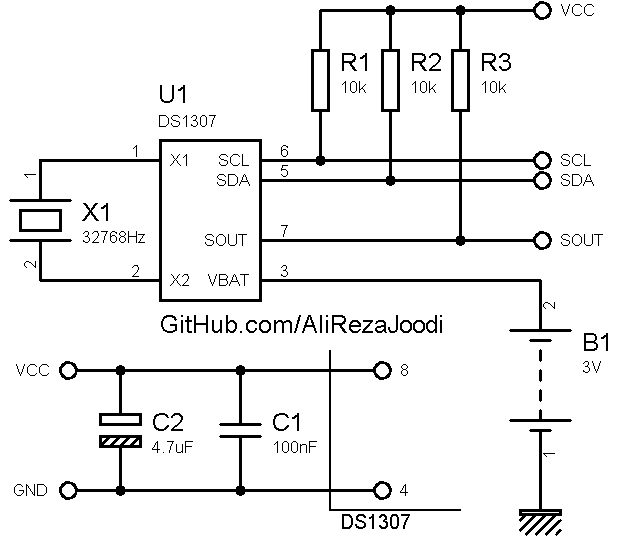 VCC
R1
10k
R2
10k
R3
10k
U1
DS1307
1
X1
SCL
6
SCL
SDA
5
SDA
1
X1
32768Hz
SOUT
7
SOUT
2
2
X2
VBAT
3
GitHub.com/AliRezaJoodi
2
B1
3V
1
VCC
8
C2
4.7uF
C1
100nF
GND
4
DS1307